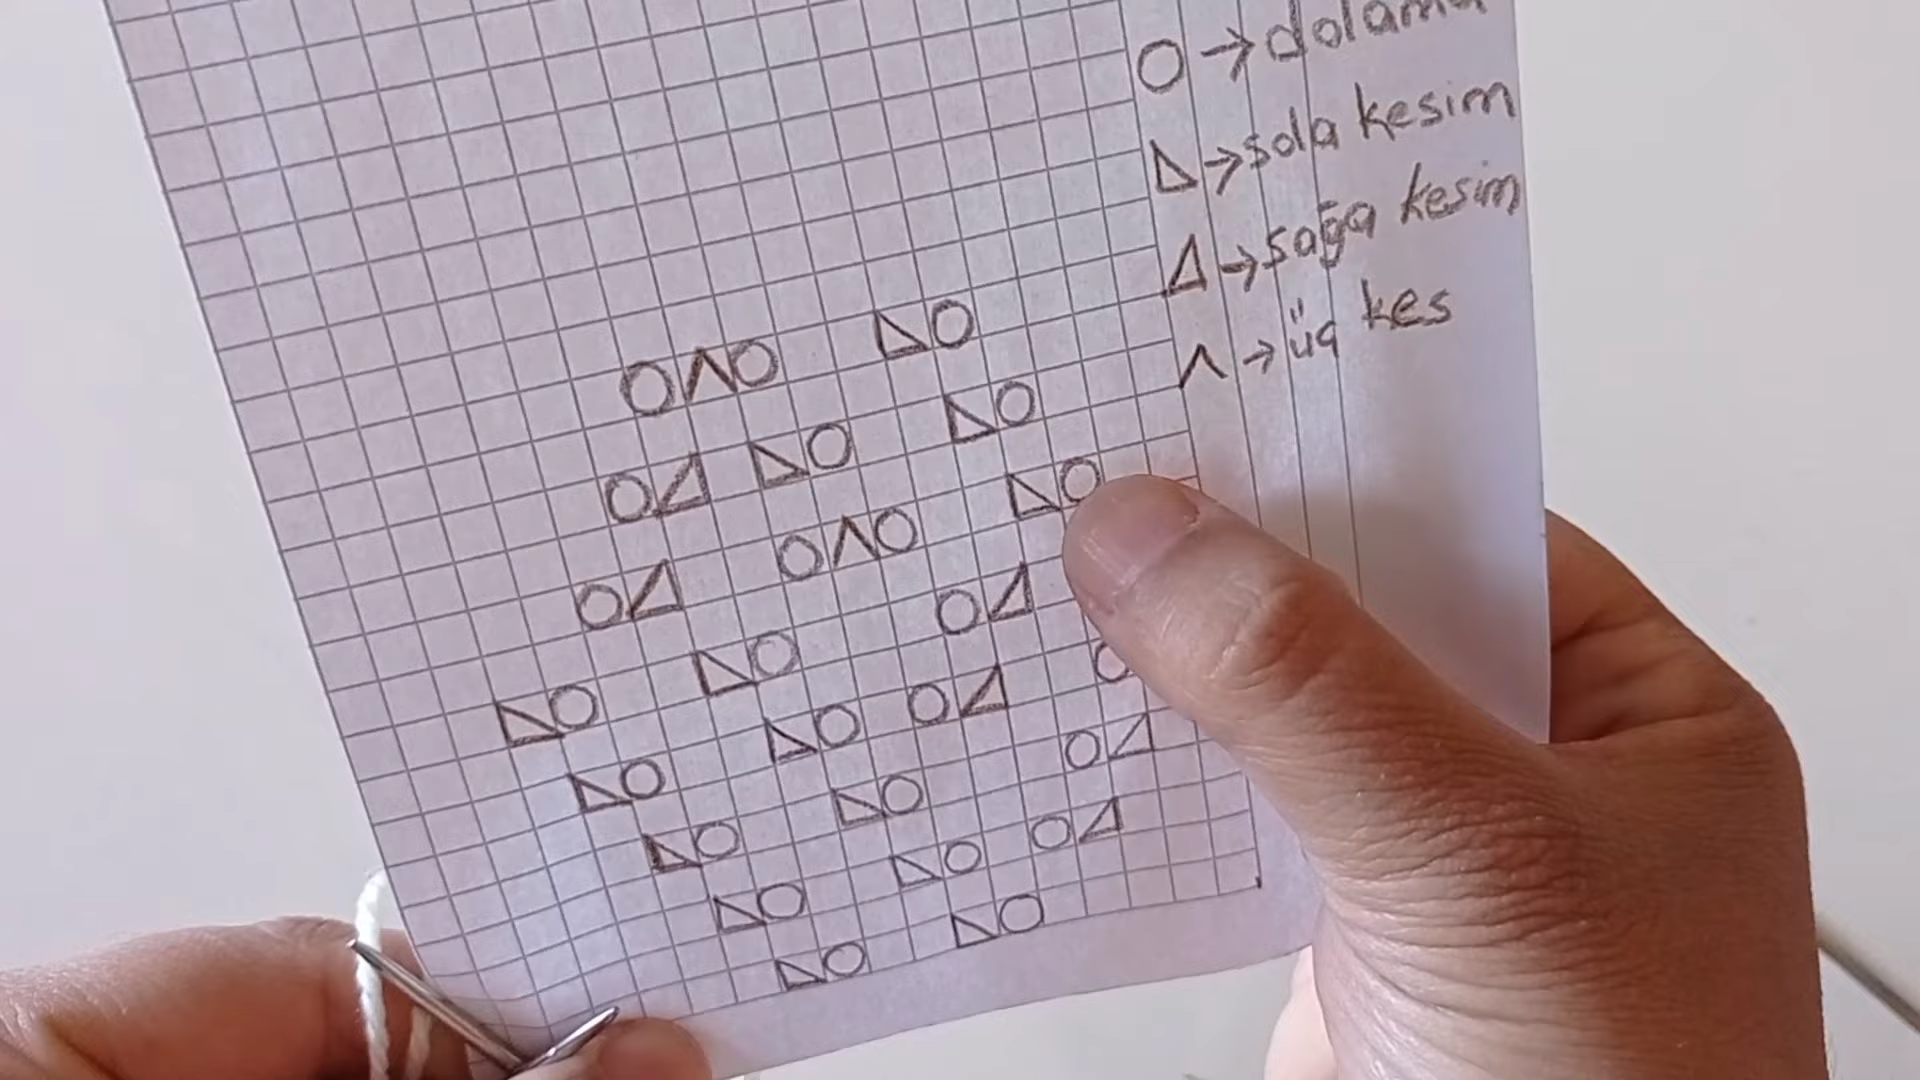 O → dolama
◺ → sola kesim
◿ → sağa kesim
Λ → üç kes